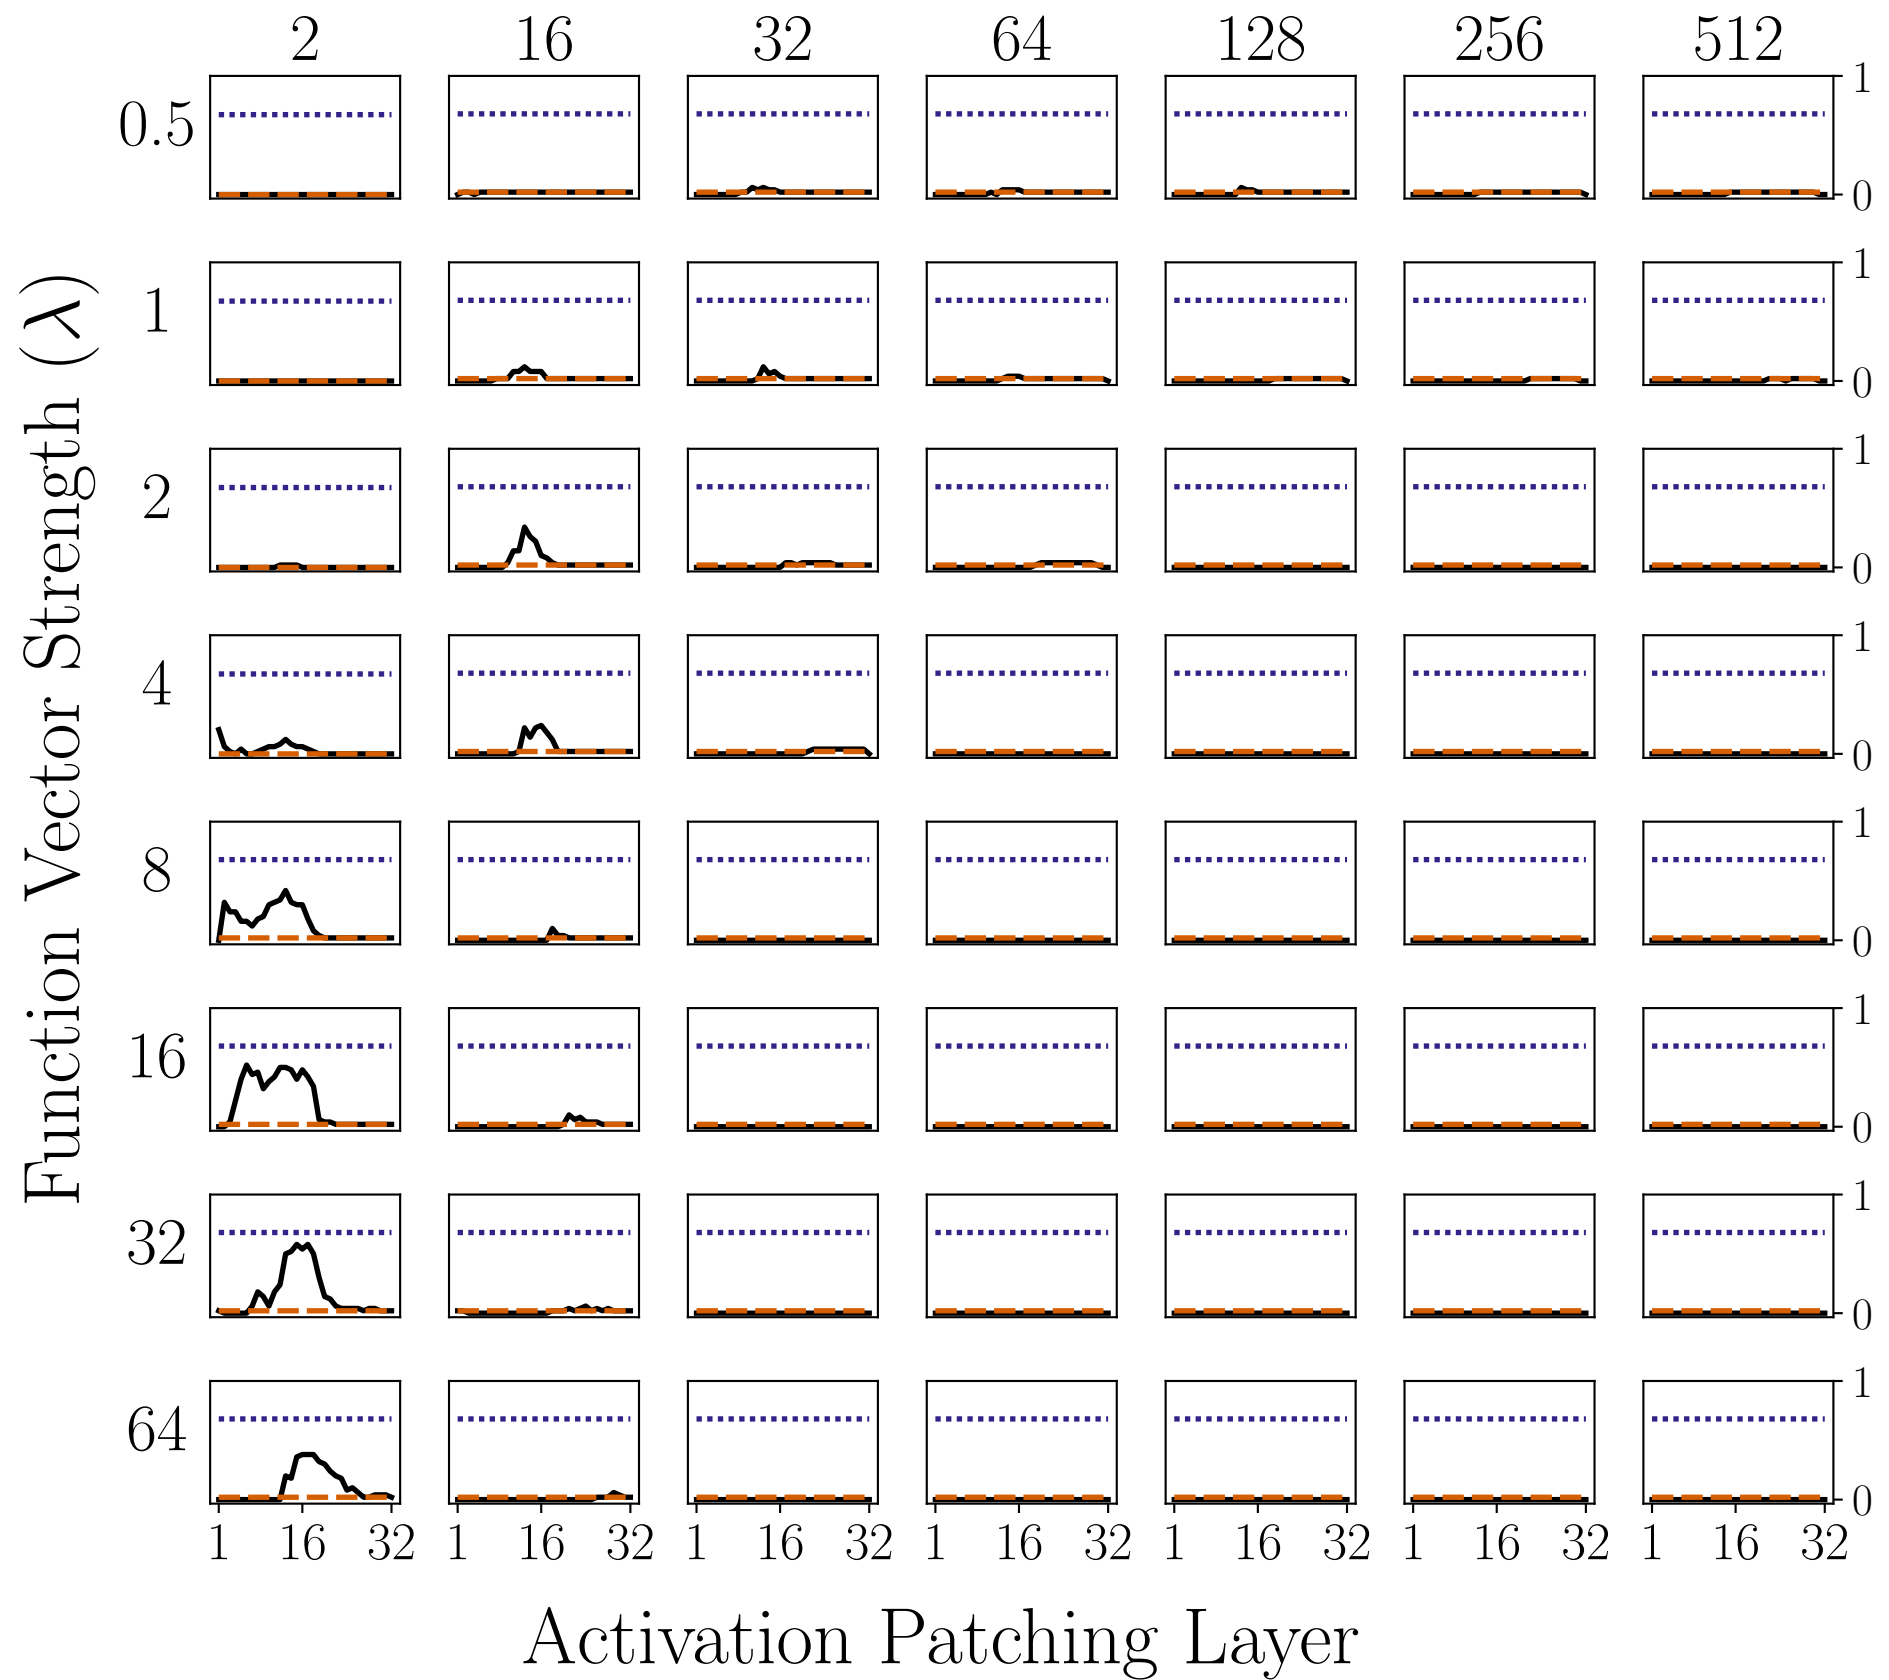 2 16 32 64 128 256 512
0.5 1 0
1 1 0
2 1 0
4 1 0
8 1 0
16 1 0
32 1 0
64 1 0
1 16 32 1 16 32 1 16 32 1 16 32 1 16 32 1 16 32 1 16 32
Function Vector Strength (λ)
Activation Patching Layer